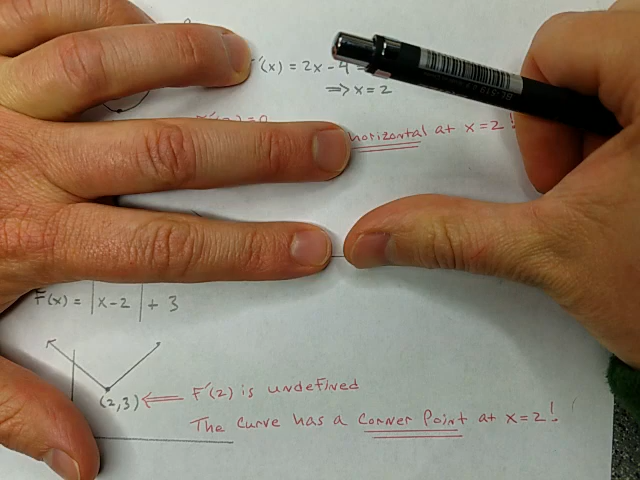 '(x) = 2x - 4 =
⇒ x = 2
horizontal at x = 2!
F(x) = |x-2| + 3
(2,3) ⇐ F'(2) is undefined
The curve has a Corner Point at x = 2!